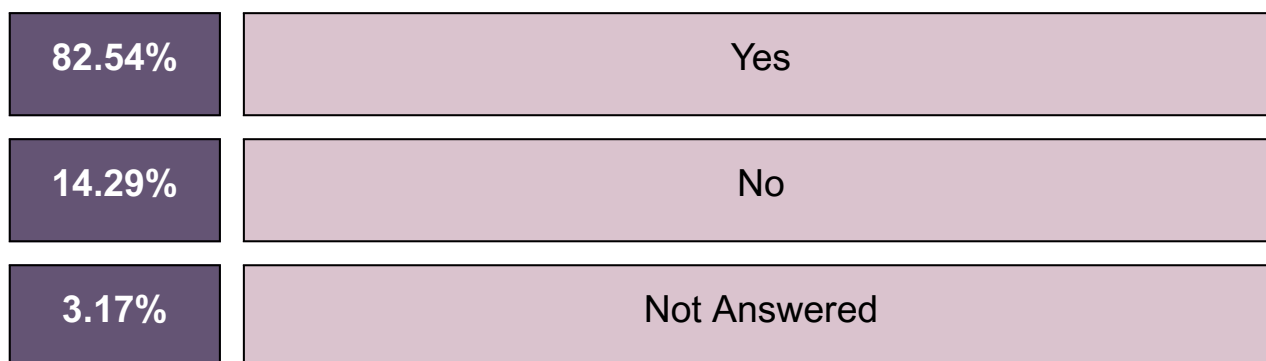 82.54% Yes
14.29% No
3.17% Not Answered